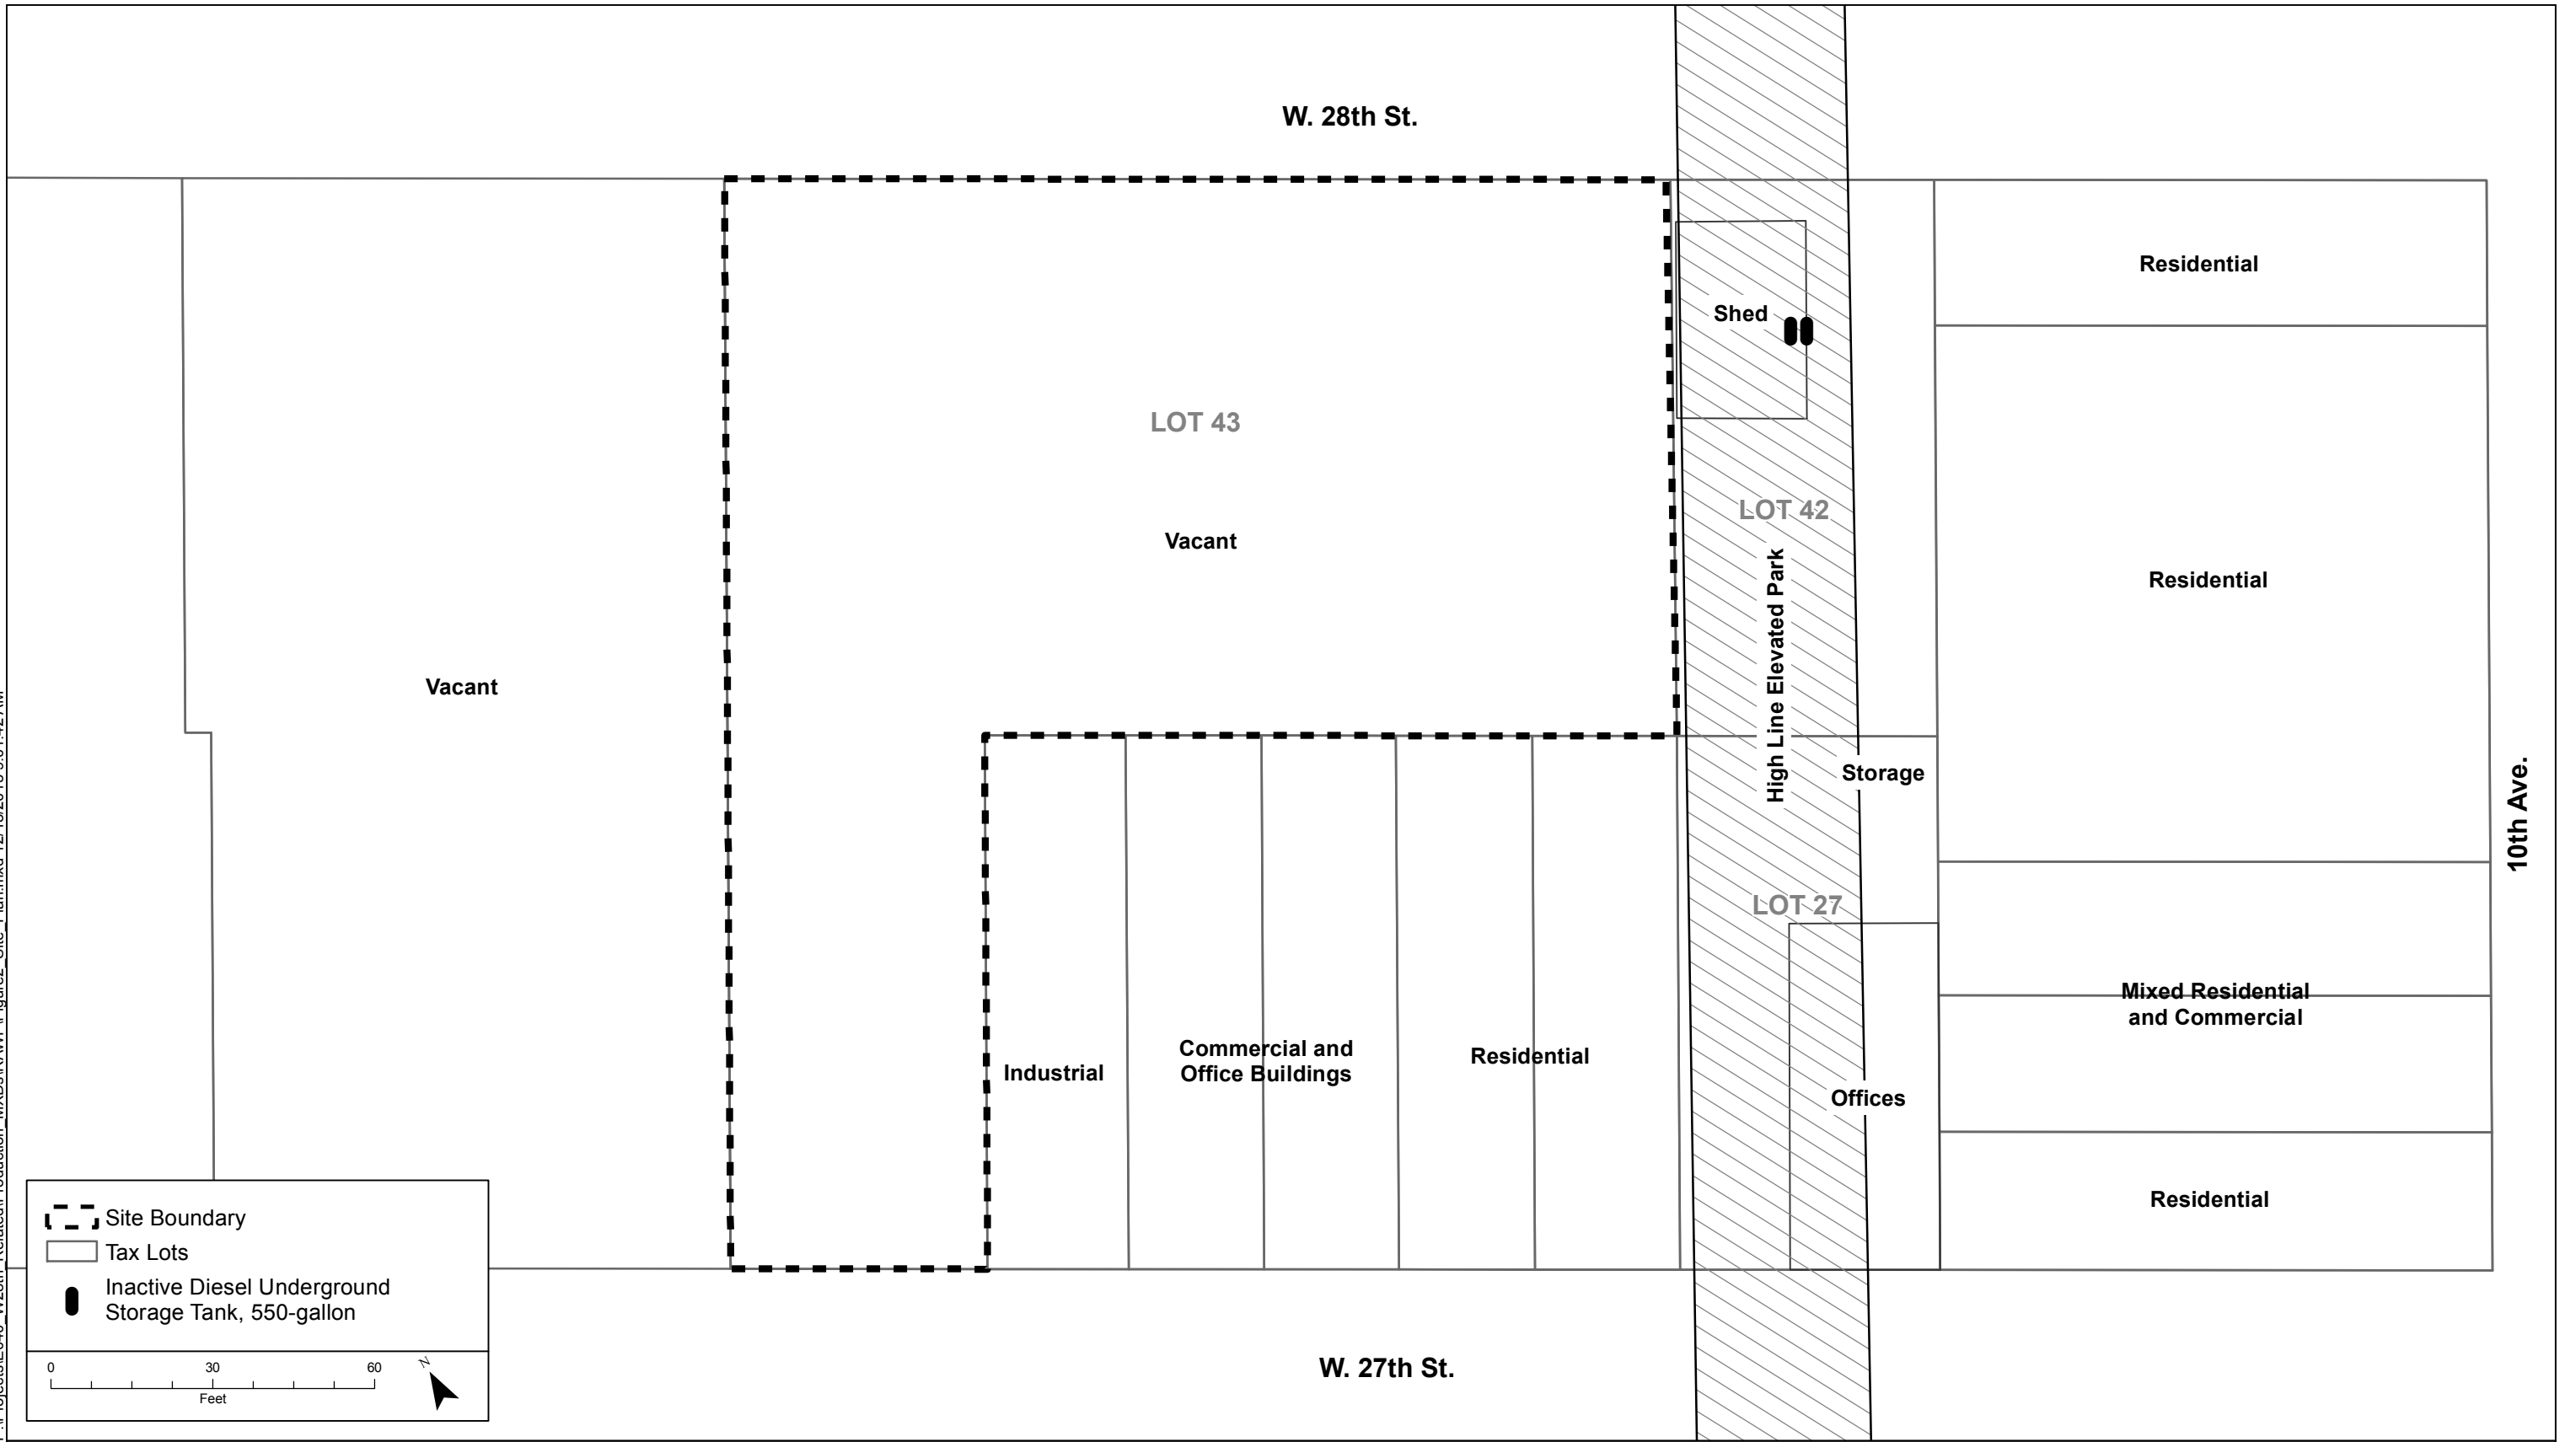 W. 28th St.
Residential
Shed
LOT 43
LOT 42
Vacant
Residential
High Line Elevated Park
Vacant
Storage
10th Ave.
LOT 27
Mixed Residential
and Commercial
Commercial and
Office Buildings
Residential
Industrial
Offices
Residential
Site Boundary
Tax Lots
Inactive Diesel Underground
Storage Tank, 550-gallon
0 30 60
Feet
N
W. 27th St.